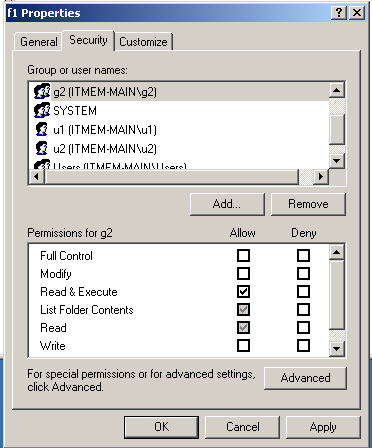 f1 Properties
General Security Customize
Group or user names:
g2 (ITMEM-MAIN\g2)
SYSTEM
u1 (ITMEM-MAIN\u1)
u2 (ITMEM-MAIN\u2)
Users (ITMEM-MAIN\Users)
Add... Remove
Permissions for g2 Allow Deny
Full Control
Modify
Read & Execute
List Folder Contents
Read
Write
For special permissions or for advanced settings,
click Advanced.
Advanced
OK Cancel Apply